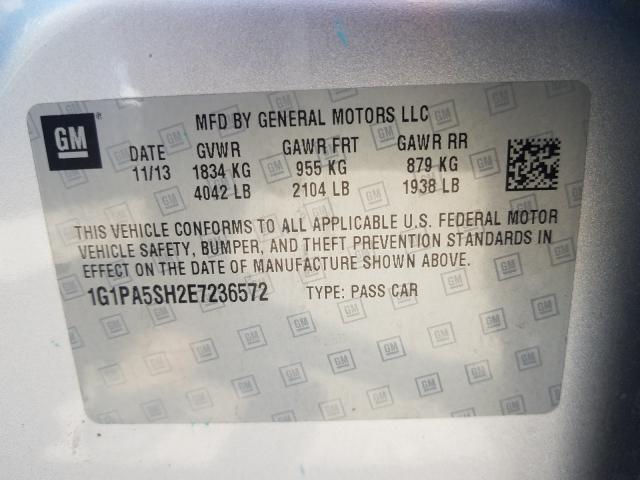 GM ®
MFD BY GENERAL MOTORS LLC
DATE GVWR GAWR FRT GAWR RR
11/13 1834 KG 955 KG 879 KG
4042 LB 2104 LB 1938 LB
THIS VEHICLE CONFORMS TO ALL APPLICABLE U.S. FEDERAL MOTOR
VEHICLE SAFETY, BUMPER, AND THEFT PREVENTION STANDARDS IN
EFFECT ON THE DATE OF MANUFACTURE SHOWN ABOVE.
1G1PA5SH2E7236572 TYPE: PASS CAR